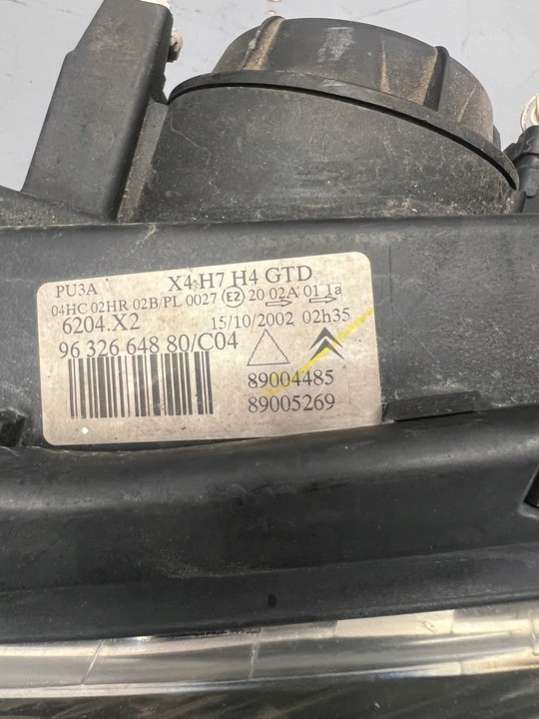 PU3A X4 H7 H4 GTD
04HC 02HR 02B/PL 0027 E2 20 02A 01 1a
6204.X2 15/10/2002 02h35
96 326 648 80/C04
89004485
89005269